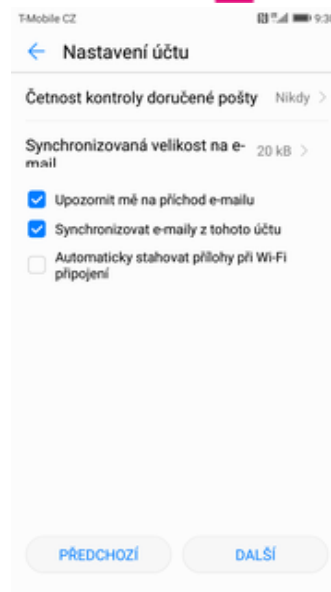 T-Mobile CZ 9:30
Nastavení účtu
Četnost kontroly doručené pošty Nikdy
Synchronizovaná velikost na e- 20 kB
mail
Upozornit mě na příchod e-mailu
Synchronizovat e-maily z tohoto účtu
Automaticky stahovat přílohy při Wi-Fi
připojení
PŘEDCHOZÍ DALŠÍ